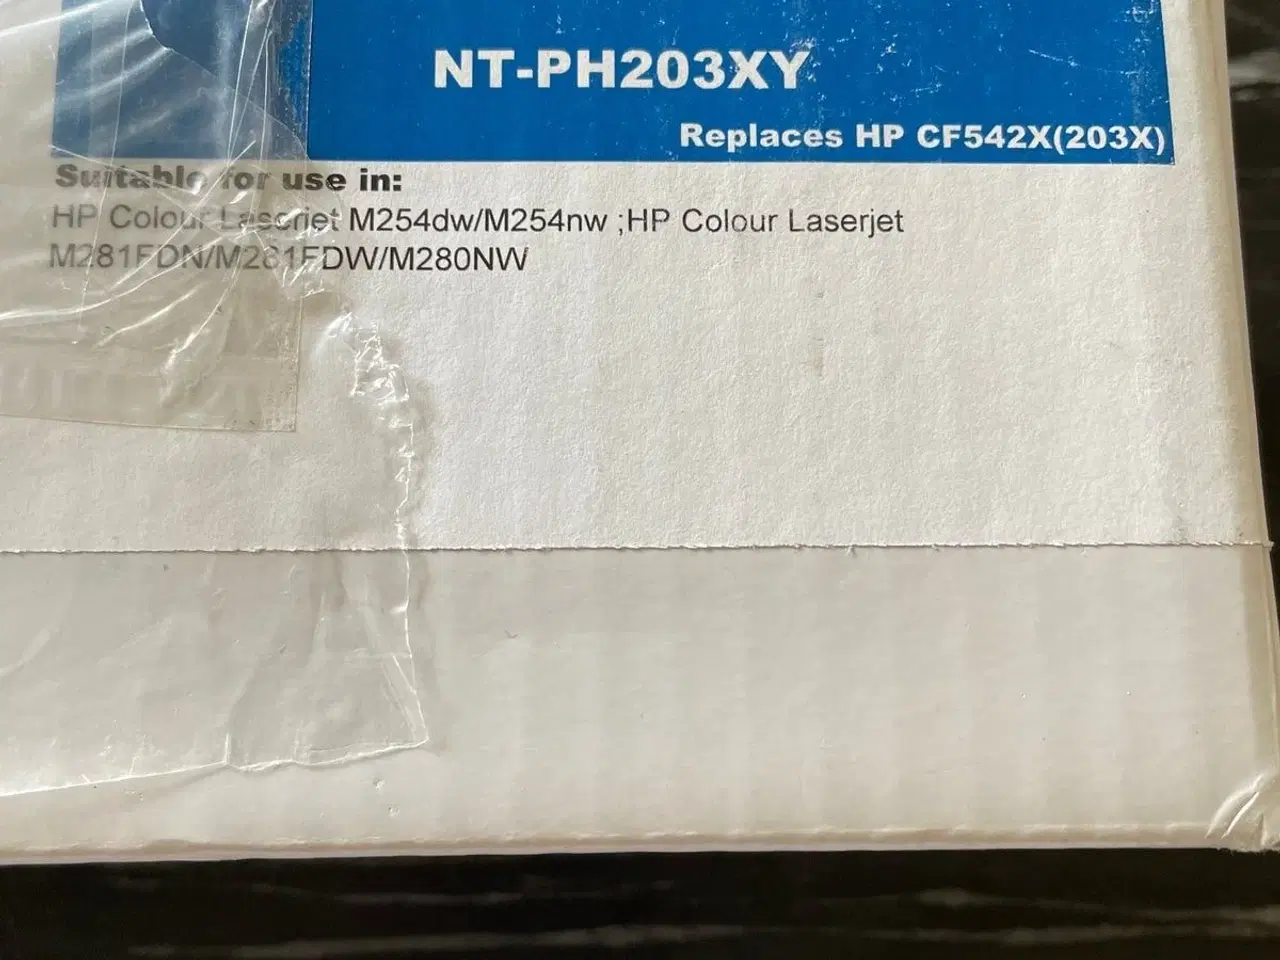 NT-PH203XY
Replaces HP CF542X(203X)
Suitable for use in:
HP Colour Laserjet M254dw/M254nw ;HP Colour Laserjet
M281FDN/M281FDW/M280NW